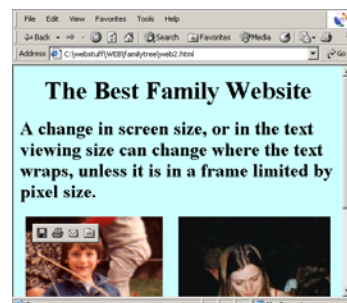 File Edit View Favorites Tools Help
Back Search Favorites Media
Address C:\webstuff\WEB\familytree\web2.html Go
The Best Family Website
A change in screen size, or in the text
viewing size can change where the text
wraps, unless it is in a frame limited by
pixel size.